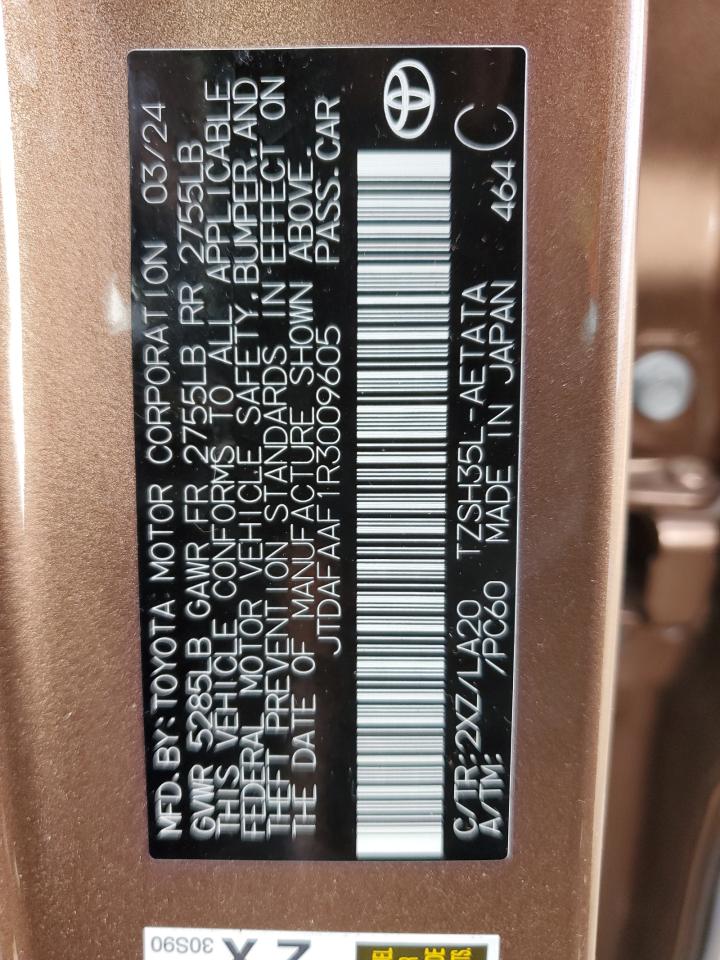 MFD. BY: TOYOTA MOTOR CORPORATION 03/24
GVWR 5285LB GAWR FR 2755LB RR 2755LB
THIS VEHICLE CONFORMS TO ALL APPLICABLE
FEDERAL MOTOR VEHICLE SAFETY, BUMPER, AND
THEFT PREVENTION STANDARDS IN EFFECT ON
THE DATE OF MANUFACTURE SHOWN ABOVE.
JTDAFAAF1R3009605 PASS. CAR
C/TR: 2XZ/LA20 TZSH35L-AETATA
A/TM: /PC60 MADE IN JAPAN 464 C
30S90